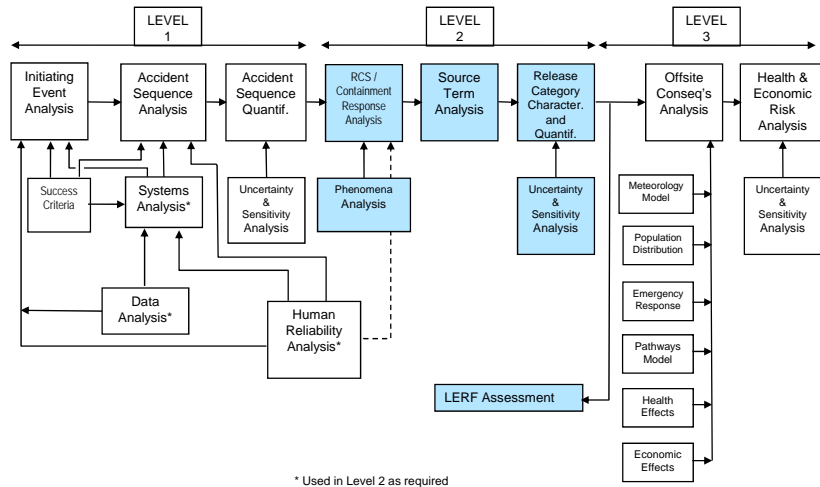 LEVEL
1
LEVEL
2
LEVEL
3
Initiating
Event
Analysis
Accident
Sequence
Analysis
Accident
Sequence
Quantif.
RCS /
Containment
Response
Analysis
Source
Term
Analysis
Release
Category
Character.
and
Quantif.
Offsite
Conseq's
Analysis
Health &
Economic
Risk
Analysis
Success
Criteria
Systems
Analysis*
Uncertainty
&
Sensitivity
Analysis
Phenomena
Analysis
Uncertainty
&
Sensitivity
Analysis
Meteorology
Model
Uncertainty
&
Sensitivity
Analysis
Population
Distribution
Data
Analysis*
Human
Reliability
Analysis*
Emergency
Response
Pathways
Model
LERF Assessment
Health
Effects
Economic
Effects
* Used in Level 2 as required